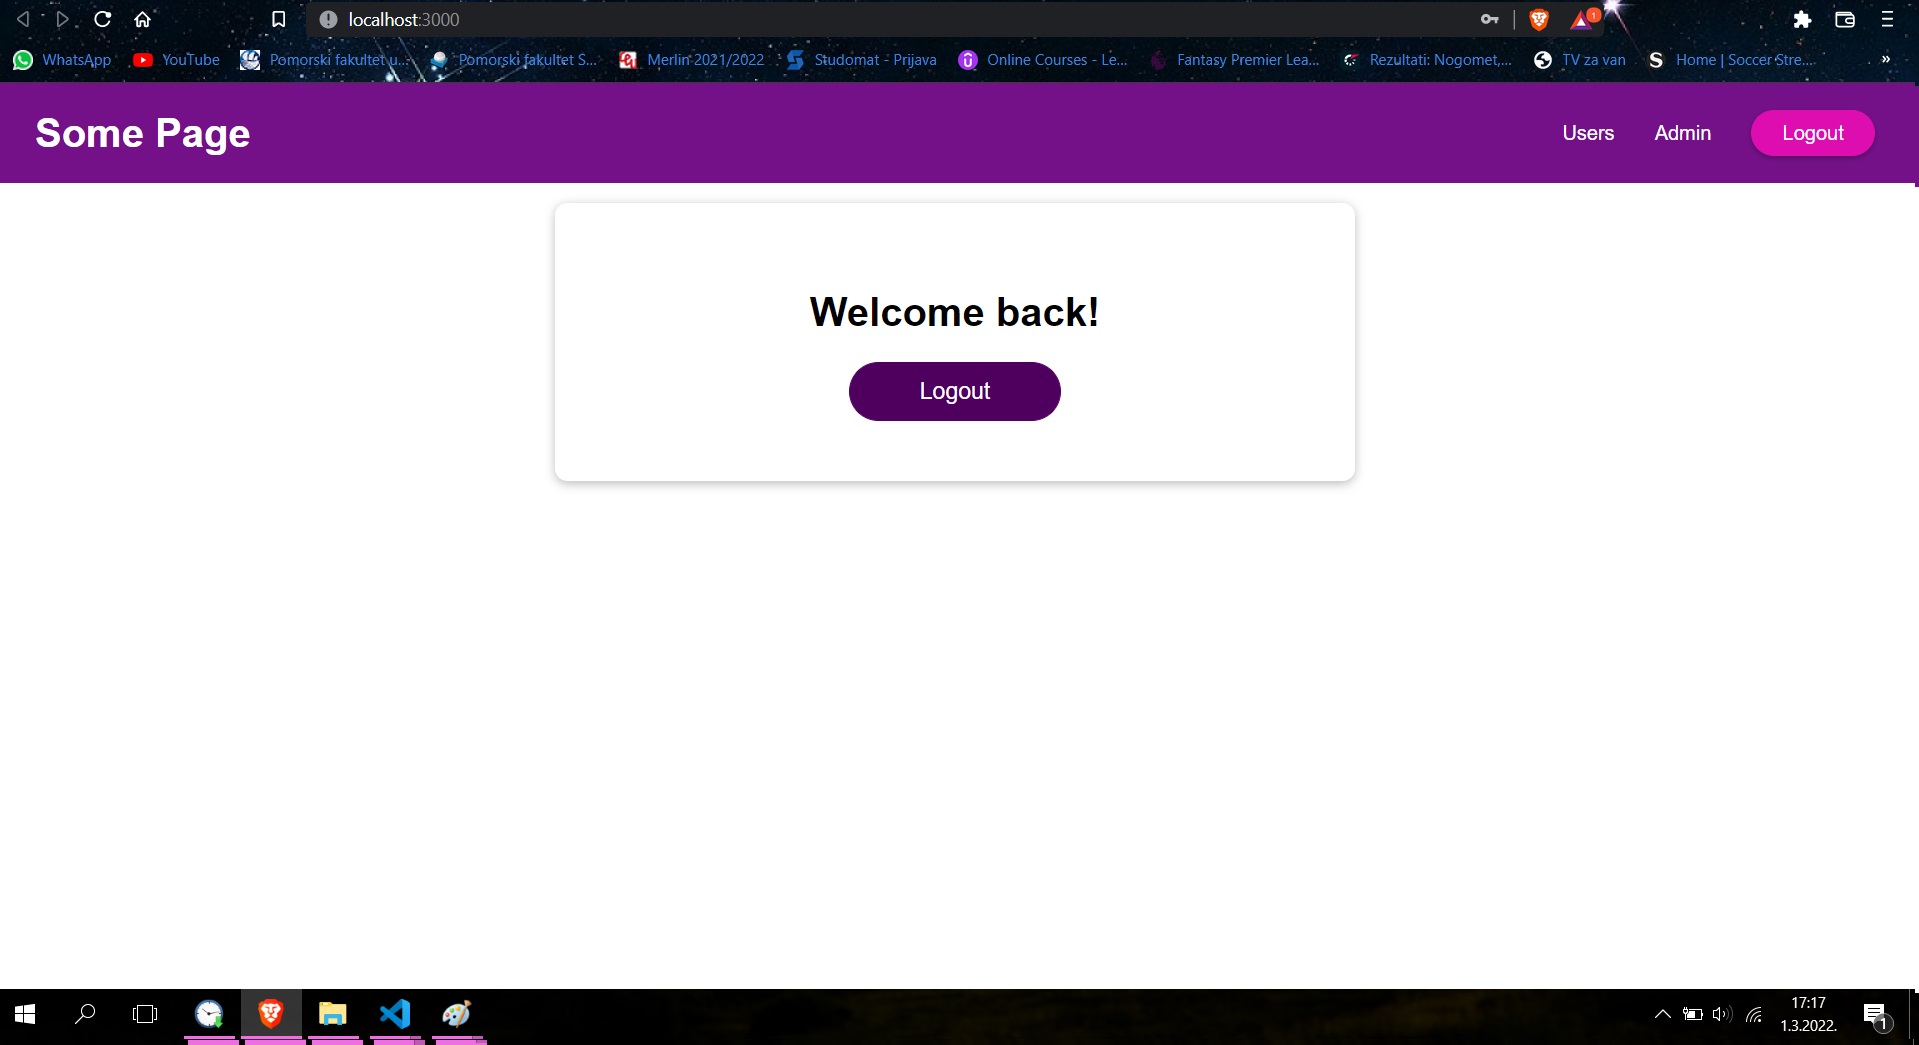 localhost:3000
1
WhatsApp YouTube Pomorski fakultet u... Pomorski fakultet S... Merlin 2021/2022 Studomat - Prijava Online Courses - Le... Fantasy Premier Lea... Rezultati: Nogomet,... TV za van S Home | Soccer Stre... »
Some Page Users Admin Logout
Welcome back!
Logout
17:17
1.3.2022.
1